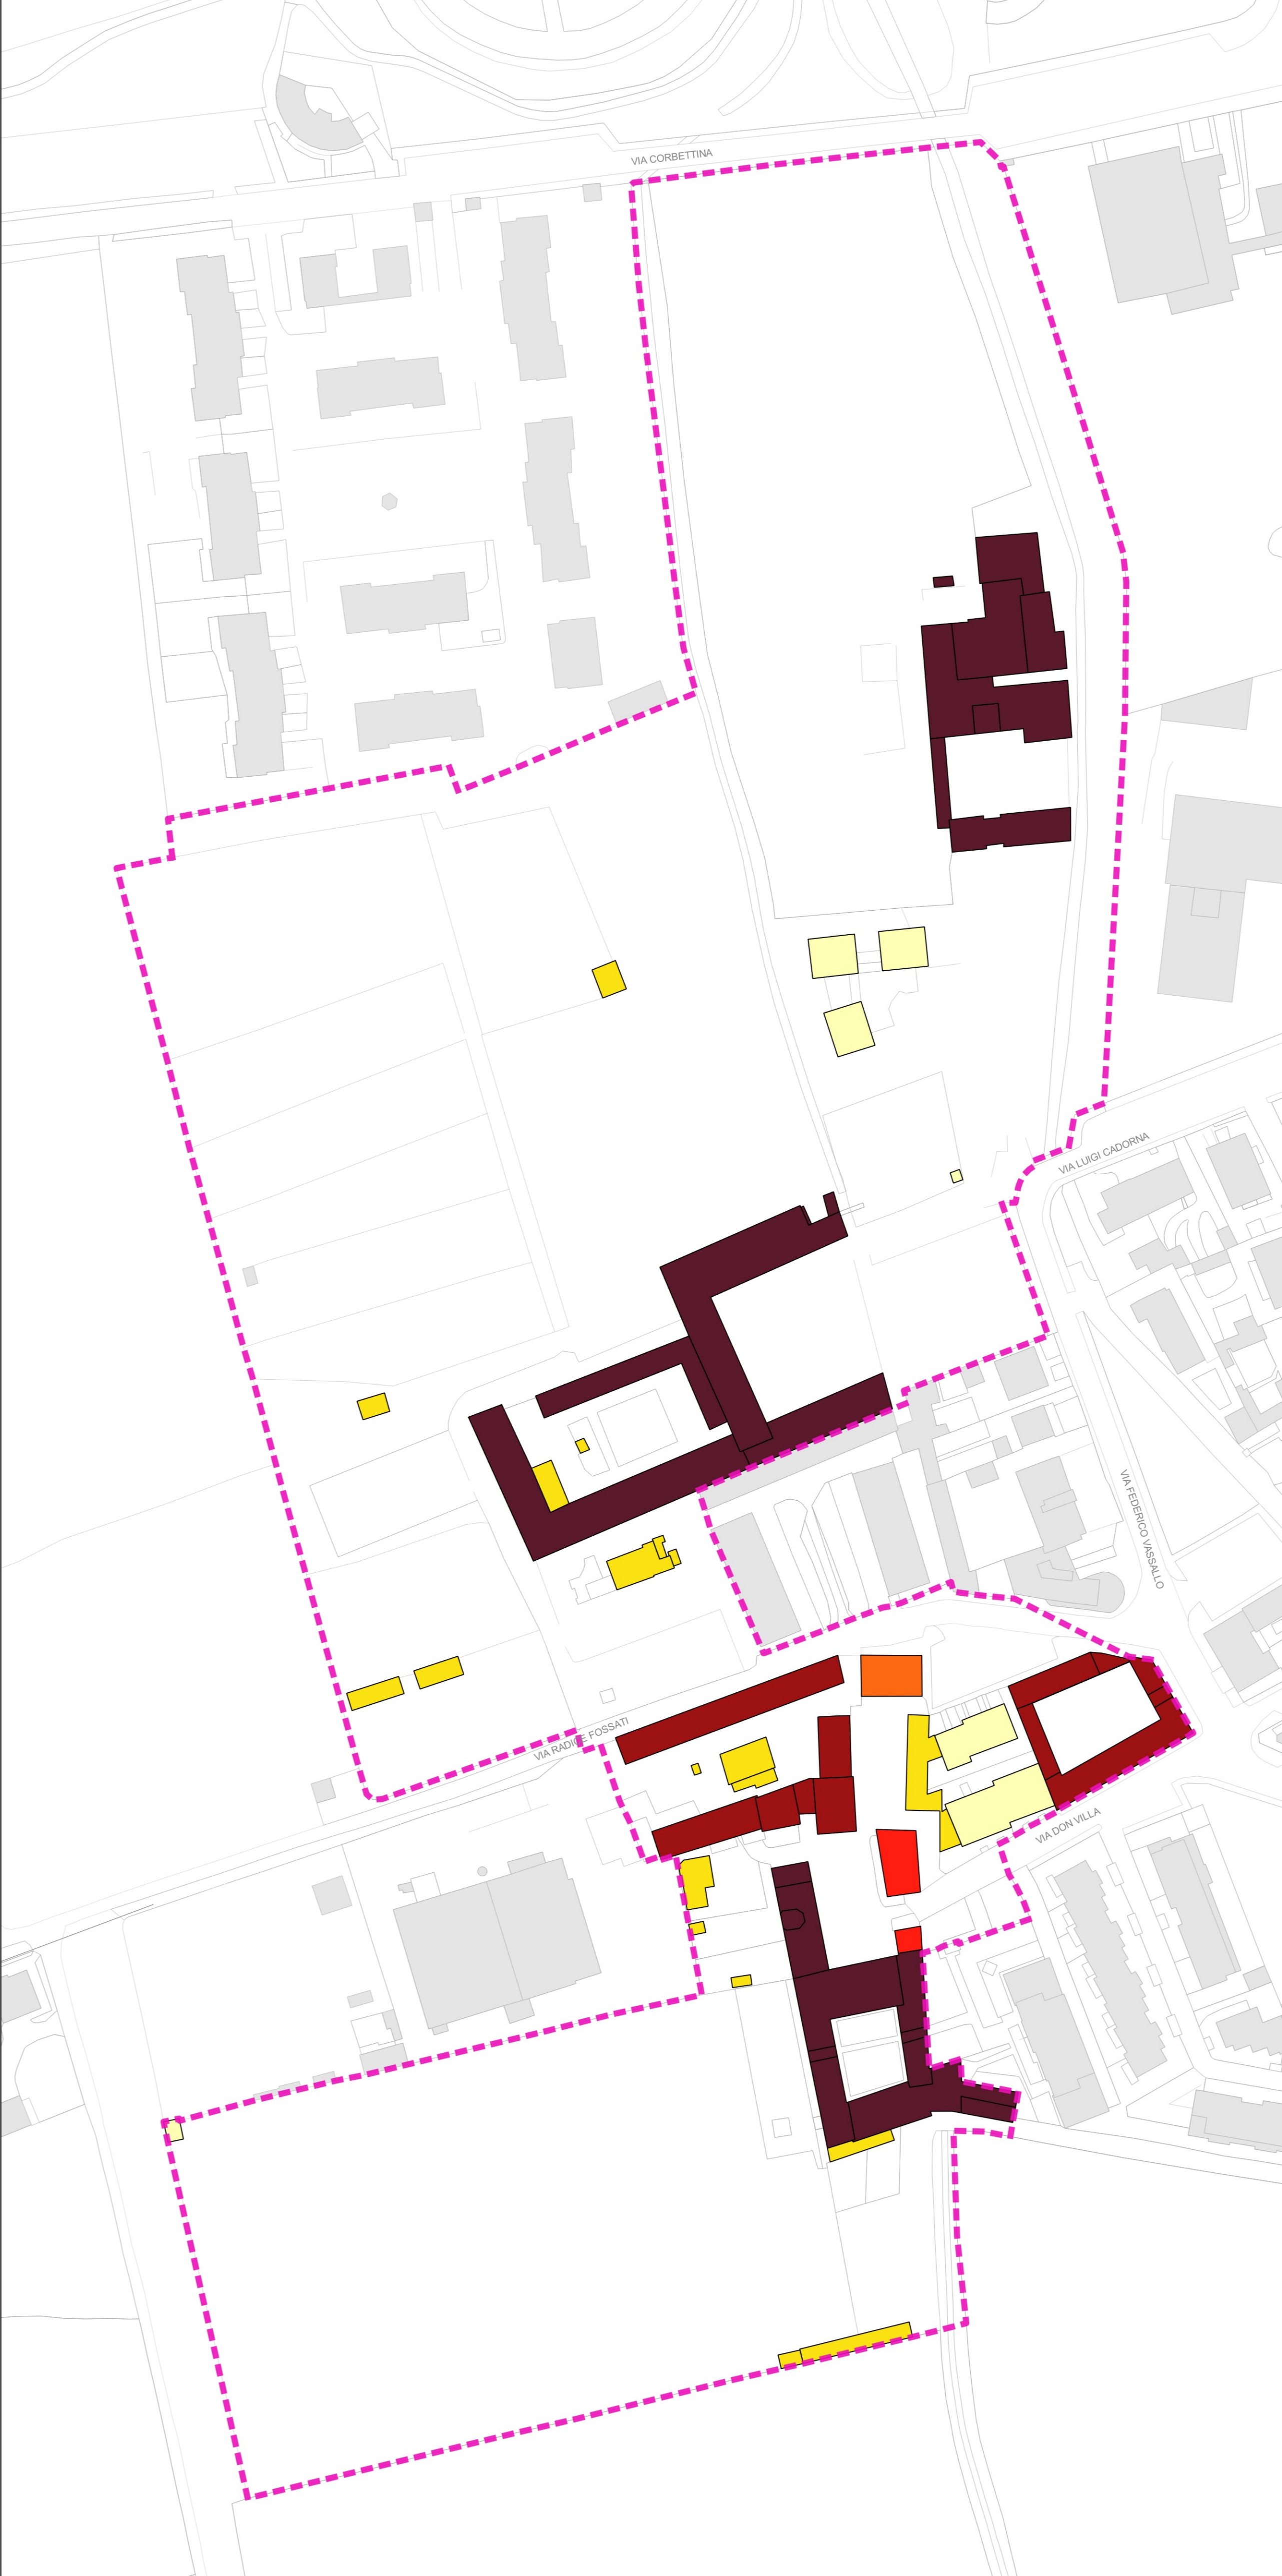 VIA CORBETTINA
VIA LUIGI CADORNA
VIA FEDERICO VASSALLO
VIA RADICE FOSSATI
VIA DON VILLA